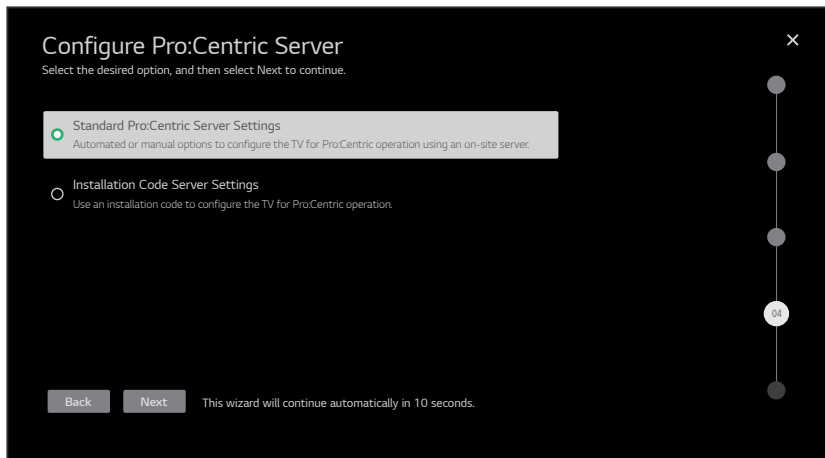 Configure Pro:Centric Server
Select the desired option, and then select Next to continue.
Standard Pro:Centric Server Settings
Automated or manual options to configure the TV for Pro:Centric operation using an on-site server.
Installation Code Server Settings
Use an installation code to configure the TV for Pro:Centric operation.
04
Back Next This wizard will continue automatically in 10 seconds.